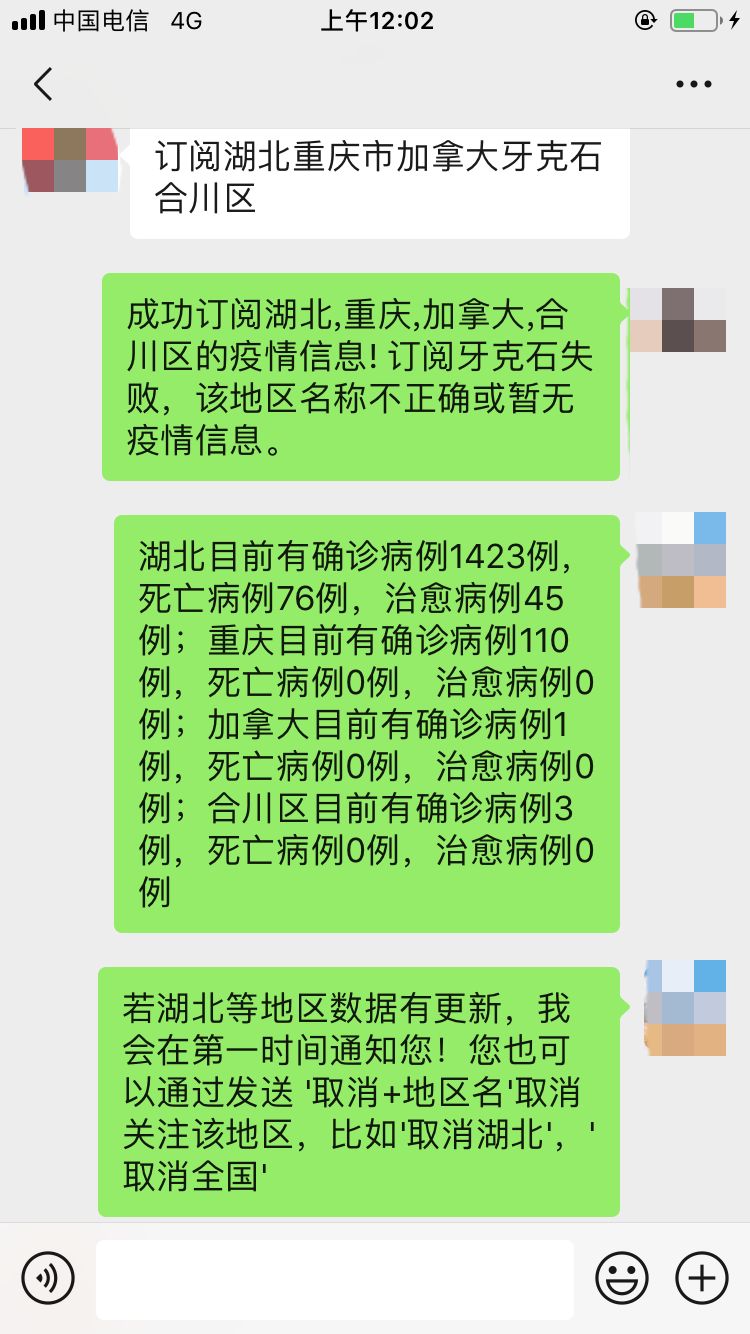 中国电信 4G 上午12:02
订阅湖北重庆市加拿大牙克石
合川区
成功订阅湖北,重庆,加拿大,合
川区的疫情信息! 订阅牙克石失
败，该地区名称不正确或暂无
疫情信息。
湖北目前有确诊病例1423例，
死亡病例76例，治愈病例45
例；重庆目前有确诊病例110
例，死亡病例0例，治愈病例0
例；加拿大目前有确诊病例1
例，死亡病例0例，治愈病例0
例；合川区目前有确诊病例3
例，死亡病例0例，治愈病例0
例
若湖北等地区数据有更新，我
会在第一时间通知您！您也可
以通过发送 '取消+地区名'取消
关注该地区，比如'取消湖北'，'
取消全国'